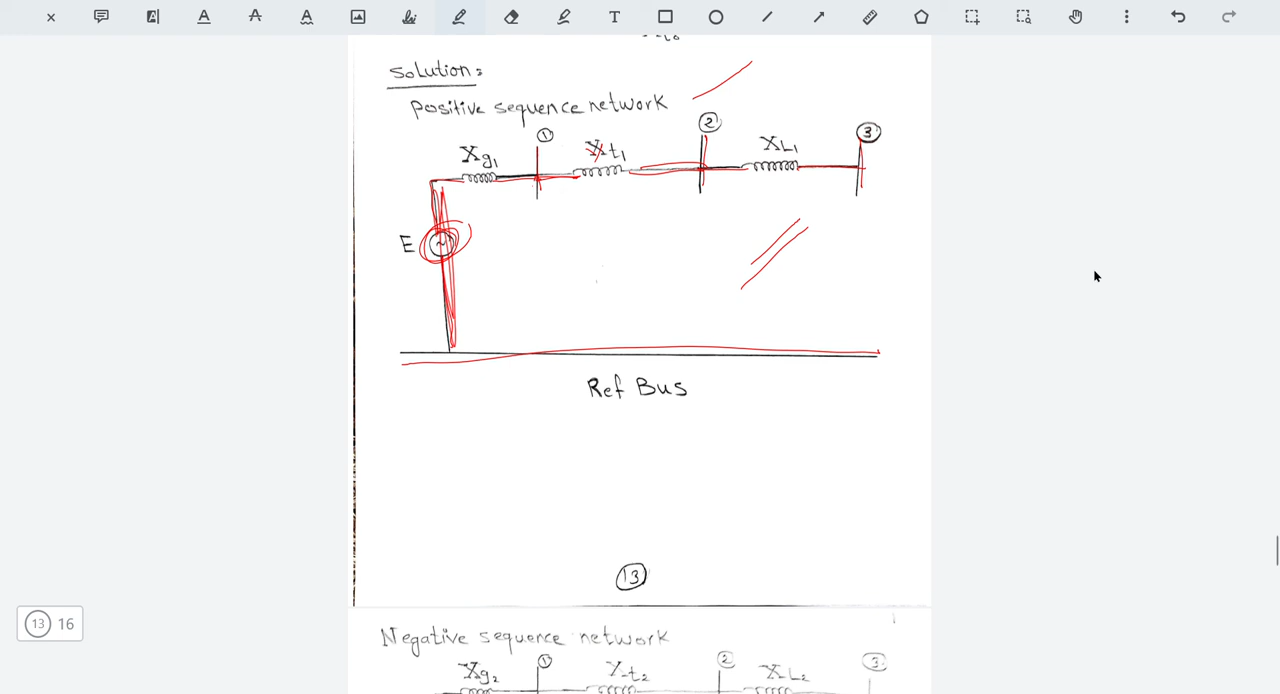 T
Solution:
Positive sequence network
1
2
3
Xg1
Xt1
XL1
E
~
Ref Bus
13
13 16
Negative sequence network
1
2
3
Xg2
Xt2
XL2